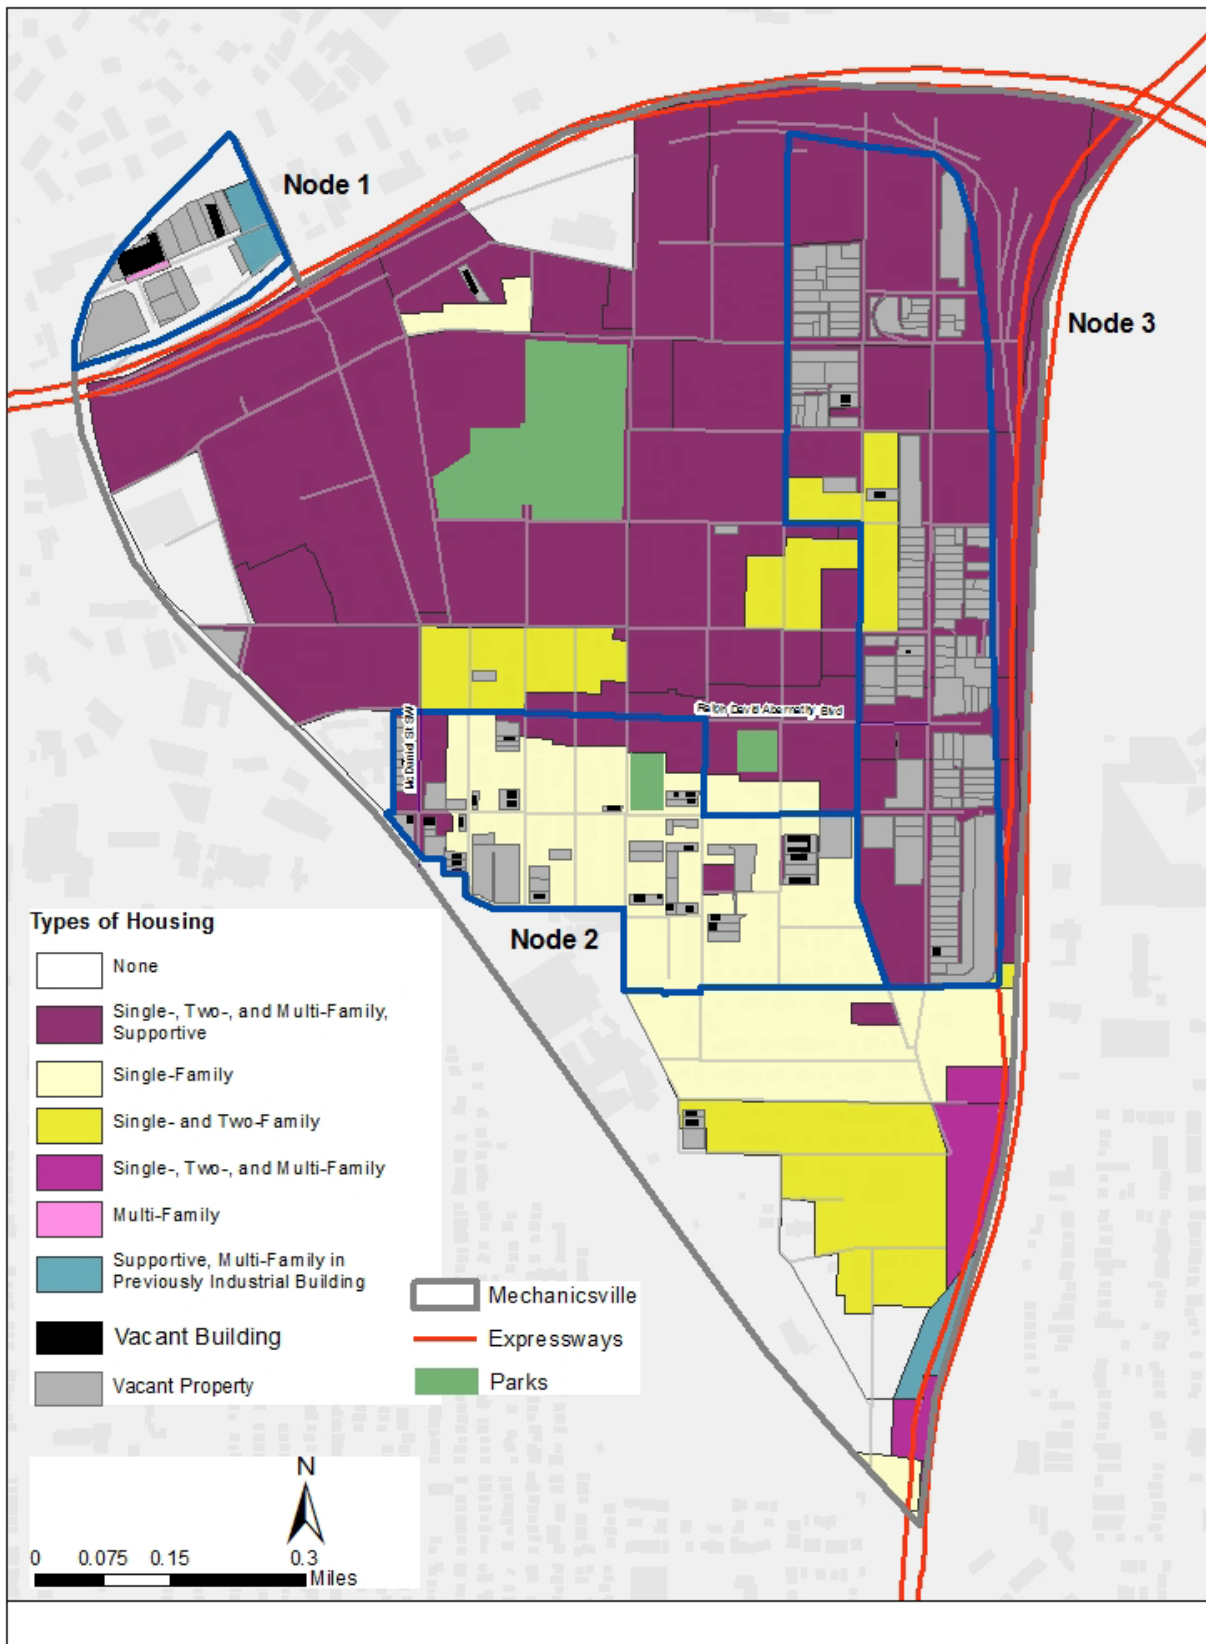 Node 1
Node 3
Ralph David Abernathy Blvd
McDaniel St SW
Node 2
Types of Housing
None
Single-, Two-, and Multi-Family,
Supportive
Single-Family
Single- and Two-Family
Single-, Two-, and Multi-Family
Multi-Family
Supportive, Multi-Family in
Previously Industrial Building
Vacant Building
Vacant Property
Mechanicsville
Expressways
Parks
N
0 0.075 0.15 0.3
Miles